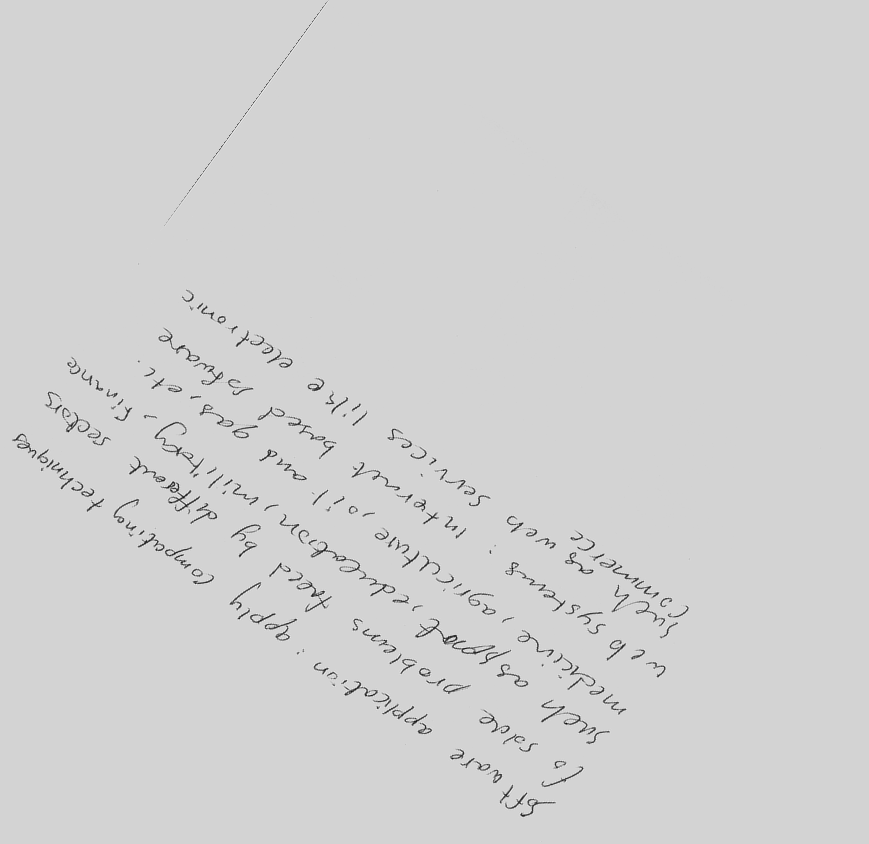 Software application : apply computing techniques
to solve problems faced by different sectors
such as sport, education, millitary, Finance
medicine, agriculture, oil and gas, etc.
web systems : internet based software
such as web services like electronic
Commerce